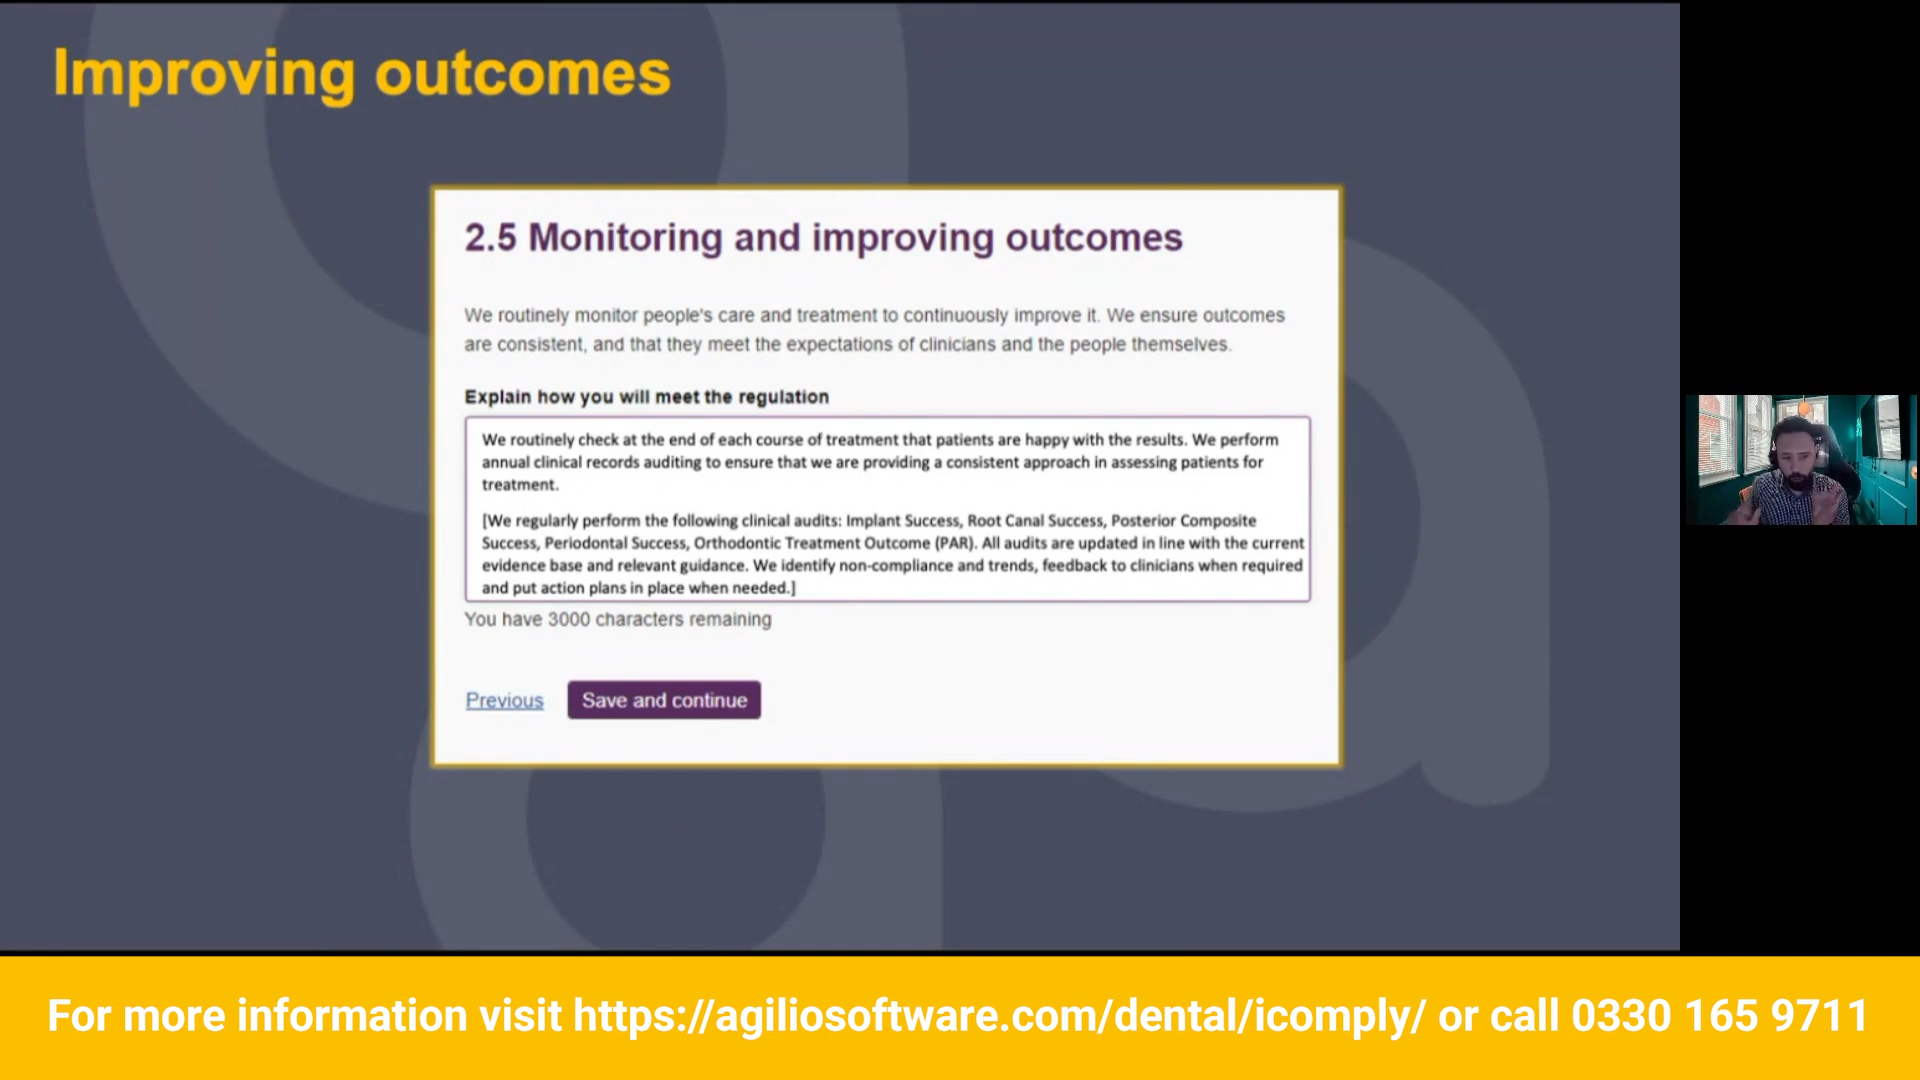 Improving outcomes
2.5 Monitoring and improving outcomes
We routinely monitor people's care and treatment to continuously improve it. We ensure outcomes
are consistent, and that they meet the expectations of clinicians and the people themselves.
Explain how you will meet the regulation
We routinely check at the end of each course of treatment that patients are happy with the results. We perform
annual clinical records auditing to ensure that we are providing a consistent approach in assessing patients for
treatment.
[We regularly perform the following clinical audits: Implant Success, Root Canal Success, Posterior Composite
Success, Periodontal Success, Orthodontic Treatment Outcome (PAR). All audits are updated in line with the current
evidence base and relevant guidance. We identify non-compliance and trends, feedback to clinicians when required
and put action plans in place when needed.]
You have 3000 characters remaining
Previous Save and continue
For more information visit https://agiliosoftware.com/dental/icomply/ or call 0330 165 9711